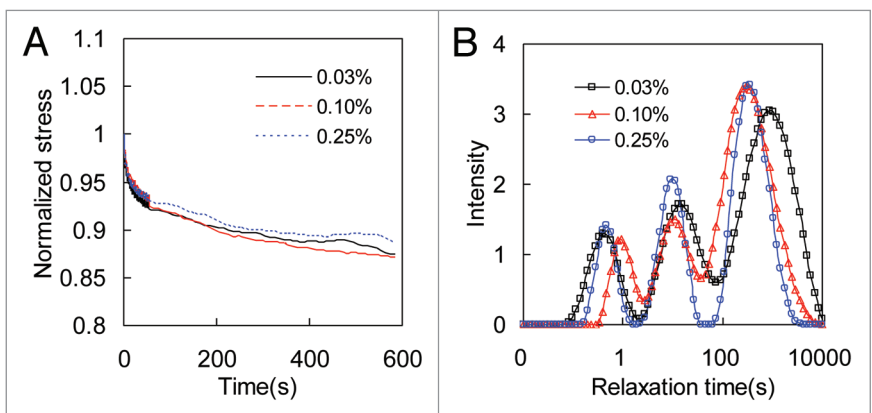 A
Normalized stress
1.1
1.05
1
0.95
0.9
0.85
0.8
0.03%
0.10%
0.25%
0 200 400 600
Time(s)
B
Intensity
4
3
2
1
0
0.03%
0.10%
0.25%
0 1 100 10000
Relaxation time(s)